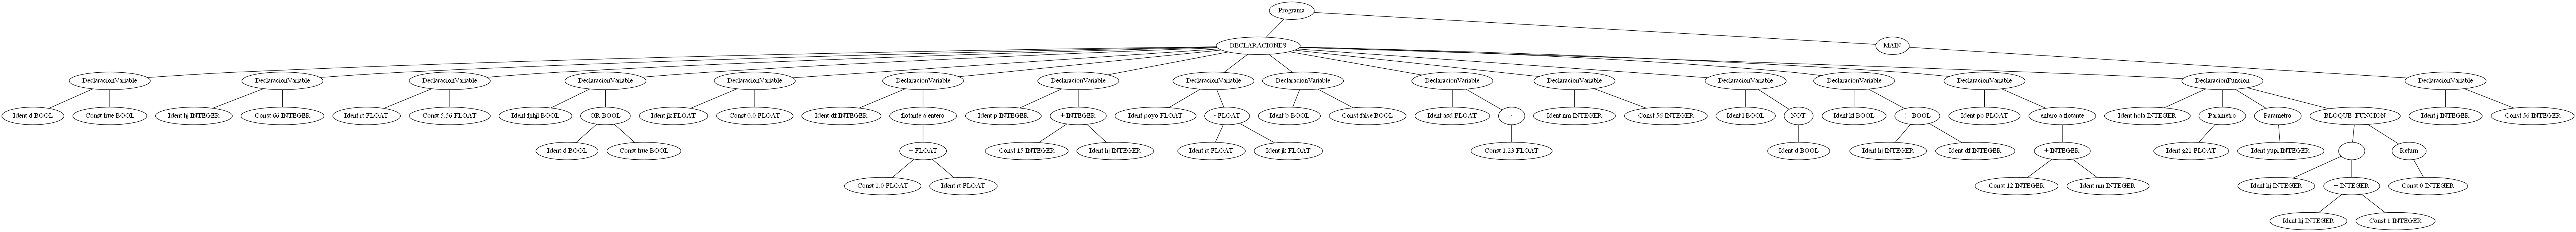 Programa
DECLARACIONES
MAIN
DeclaracionVariable
DeclaracionVariable
DeclaracionVariable
DeclaracionVariable
DeclaracionVariable
DeclaracionVariable
DeclaracionVariable
DeclaracionVariable
DeclaracionVariable
DeclaracionVariable
DeclaracionVariable
DeclaracionVariable
DeclaracionVariable
DeclaracionVariable
DeclaracionFuncion
DeclaracionVariable
Ident d BOOL
Const true BOOL
Ident hj INTEGER
Const 66 INTEGER
Ident rt FLOAT
Const 5.56 FLOAT
Ident fghjl BOOL
OR BOOL
Ident jk FLOAT
Const 0.0 FLOAT
Ident df INTEGER
flotante a entero
Ident p INTEGER
+ INTEGER
Ident poyo FLOAT
- FLOAT
Ident b BOOL
Const false BOOL
Ident asd FLOAT
-
Ident nm INTEGER
Const 56 INTEGER
Ident l BOOL
NOT
Ident kl BOOL
!= BOOL
Ident po FLOAT
entero a flotante
Ident hola INTEGER
Parametro
Parametro
BLOQUE_FUNCION
Ident j INTEGER
Const 56 INTEGER
Ident d BOOL
Const true BOOL
+ FLOAT
Const 15 INTEGER
Ident hj INTEGER
Ident rt FLOAT
Ident jk FLOAT
Const 1.23 FLOAT
Ident d BOOL
Ident hj INTEGER
Ident df INTEGER
+ INTEGER
Ident g21 FLOAT
Ident yupi INTEGER
=
Return
Const 1.0 FLOAT
Ident rt FLOAT
Const 12 INTEGER
Ident nm INTEGER
Ident hj INTEGER
+ INTEGER
Const 0 INTEGER
Ident hj INTEGER
Const 1 INTEGER